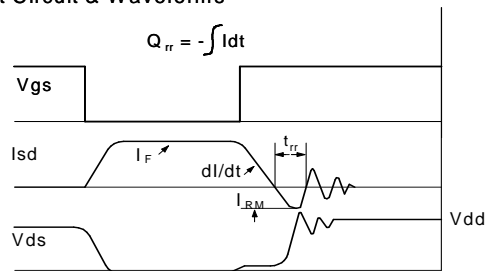 t Circuit & Waveforms
Q rr = - ∫ Idt
Vgs
Isd
I F
dI/dt
t rr
I RM
Vdd
Vds